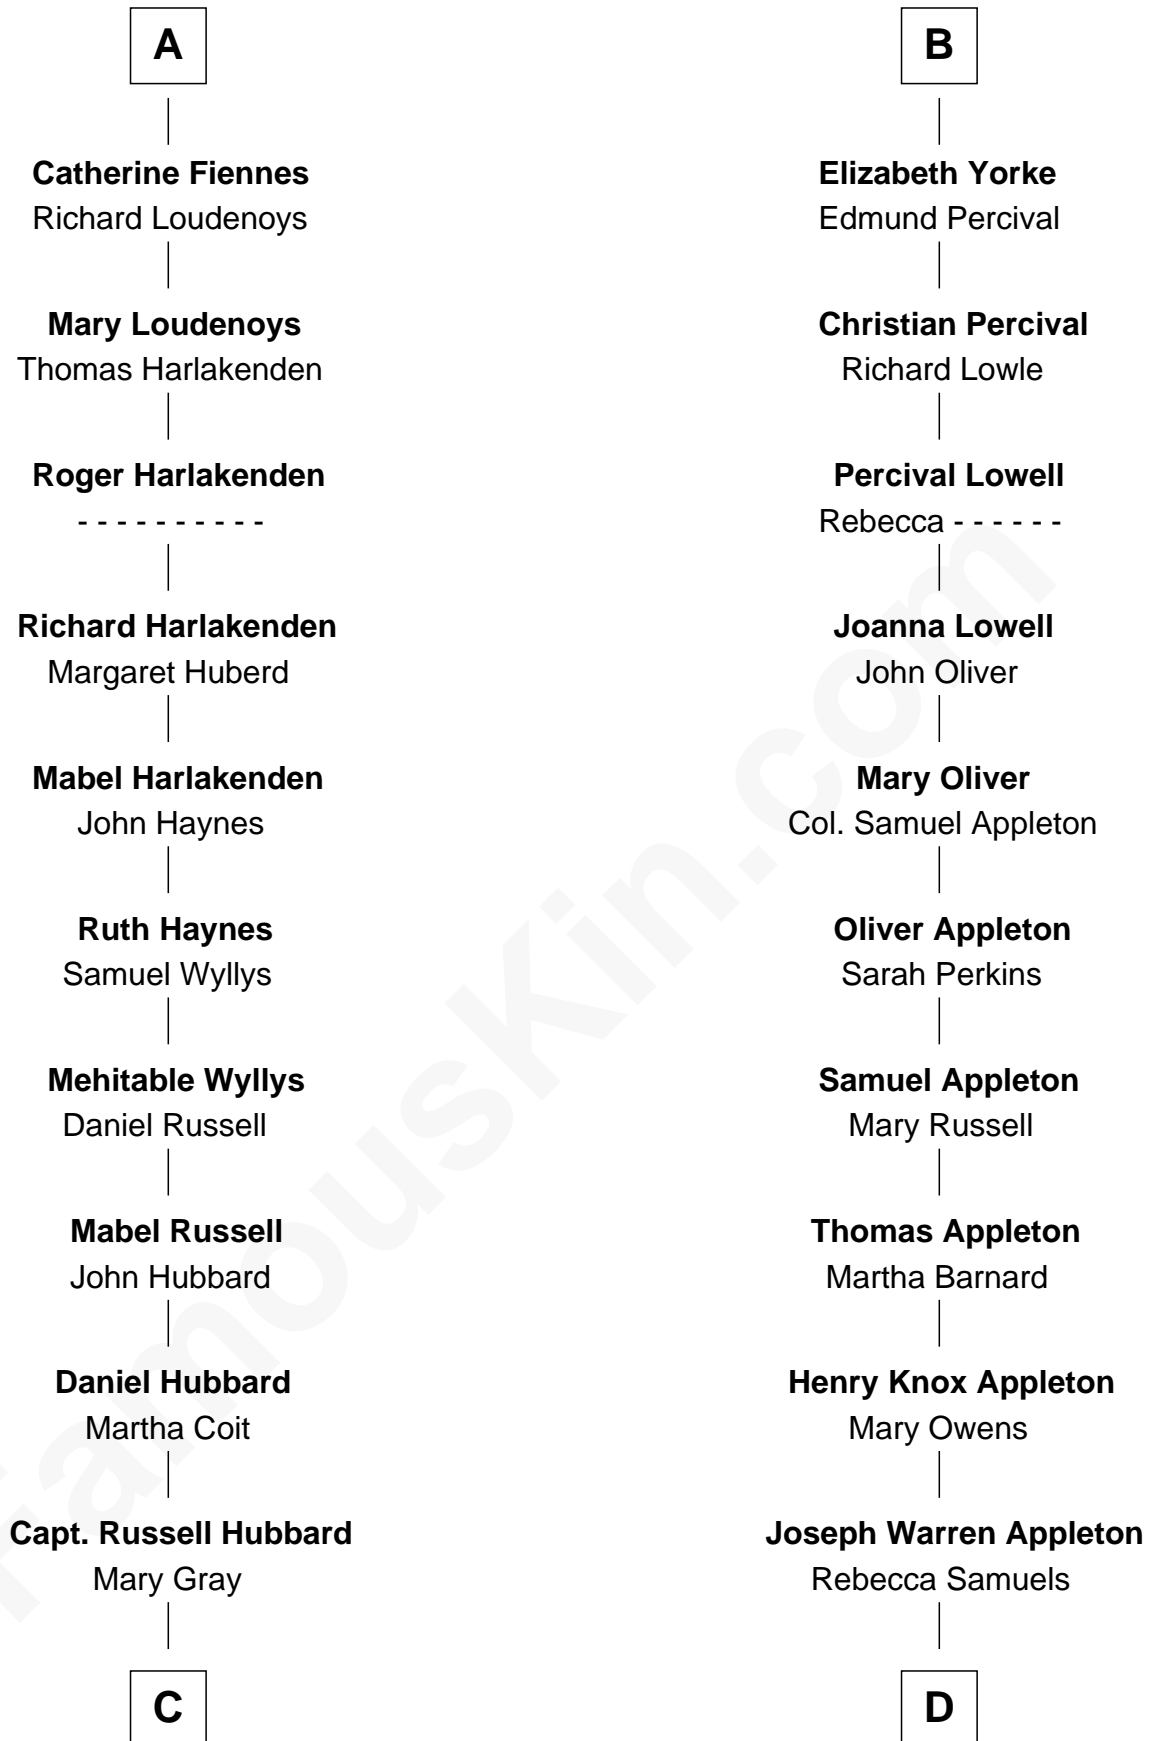 A
Catherine Fiennes
Richard Loudenoys
Mary Loudenoys
Thomas Harlakenden
Roger Harlakenden
- - - - - - - - - -
Richard Harlakenden
Margaret Huberd
Mabel Harlakenden
John Haynes
Ruth Haynes
Samuel Wyllys
Mehitable Wyllys
Daniel Russell
Mabel Russell
John Hubbard
Daniel Hubbard
Martha Coit
Capt. Russell Hubbard
Mary Gray
C
B
Elizabeth Yorke
Edmund Percival
Christian Percival
Richard Lowle
Percival Lowell
Rebecca - - - - - -
Joanna Lowell
John Oliver
Mary Oliver
Col. Samuel Appleton
Oliver Appleton
Sarah Perkins
Samuel Appleton
Mary Russell
Thomas Appleton
Martha Barnard
Henry Knox Appleton
Mary Owens
Joseph Warren Appleton
Rebecca Samuels
D
FamousKin.com